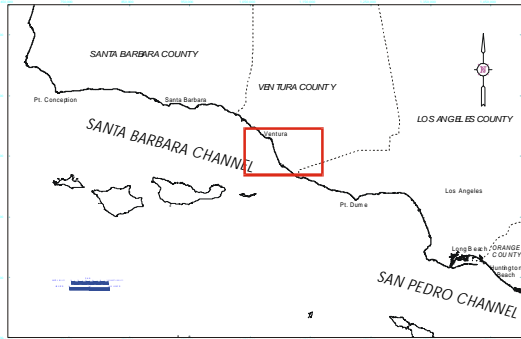 SANTA BARBARA COUNTY
VENTURA COUNTY
N
LOS ANGELES COUNTY
Pt. Conception
Santa Barbara
Ventura
SANTA BARBARA CHANNEL
Los Angeles
Pt. Dume
Long Beach
ORANGE
COUNTY
Huntington
Beach
SAN PEDRO CHANNEL